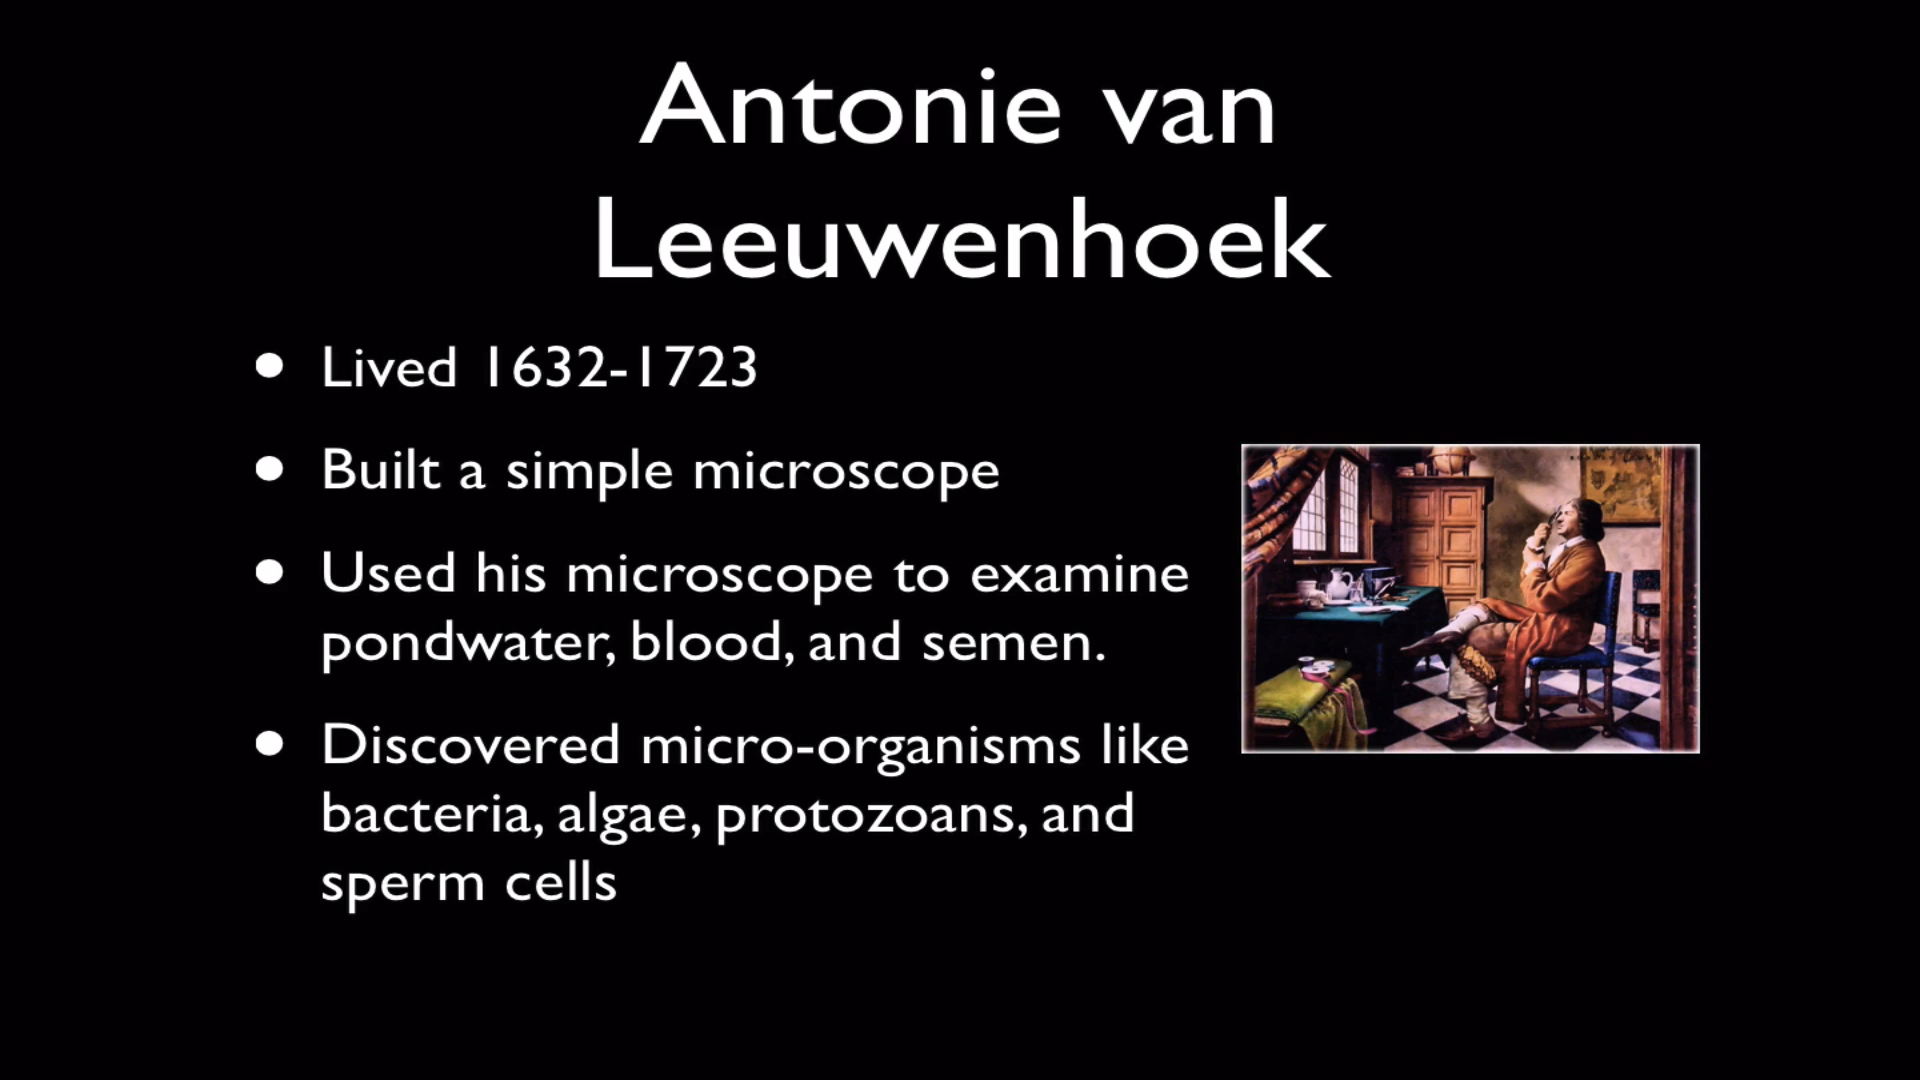 Antonie van
Leeuwenhoek
• Lived 1632-1723
• Built a simple microscope
• Used his microscope to examine
pondwater, blood, and semen.
• Discovered micro-organisms like
bacteria, algae, protozoans, and
sperm cells